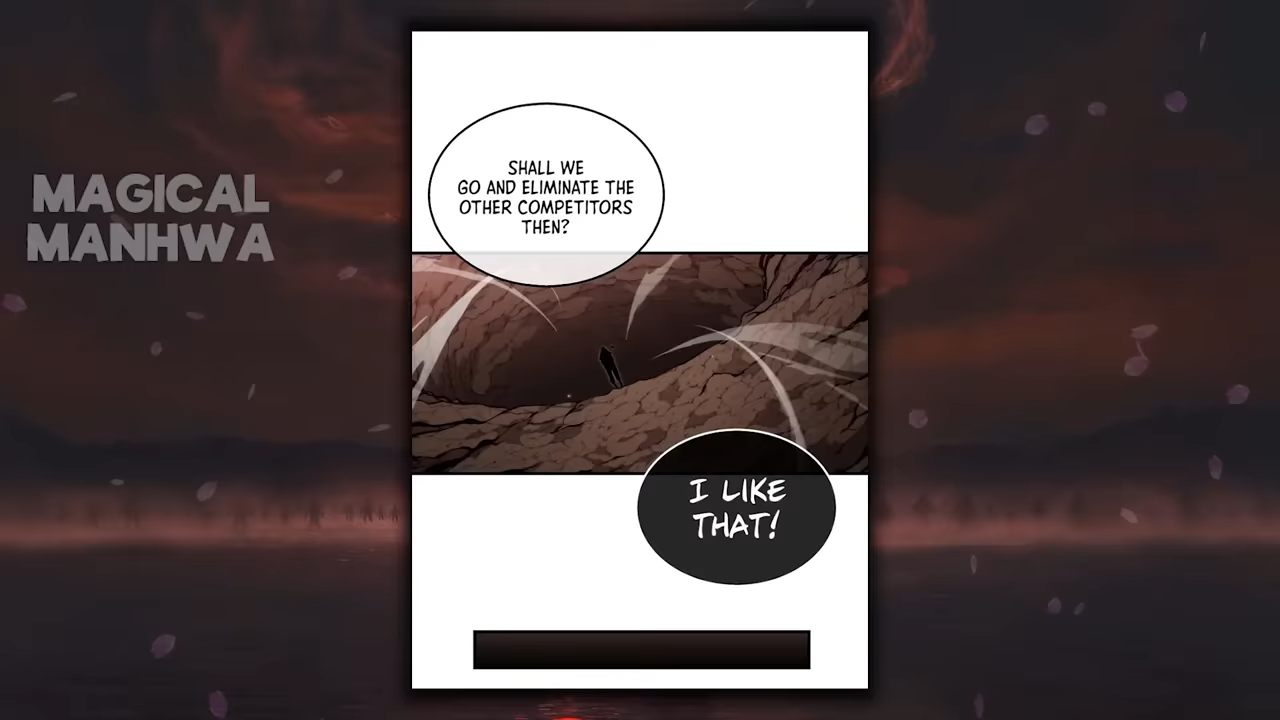 MAGICAL
MANHWA
SHALL WE
GO AND ELIMINATE THE
OTHER COMPETITORS
THEN?
I LIKE
THAT!